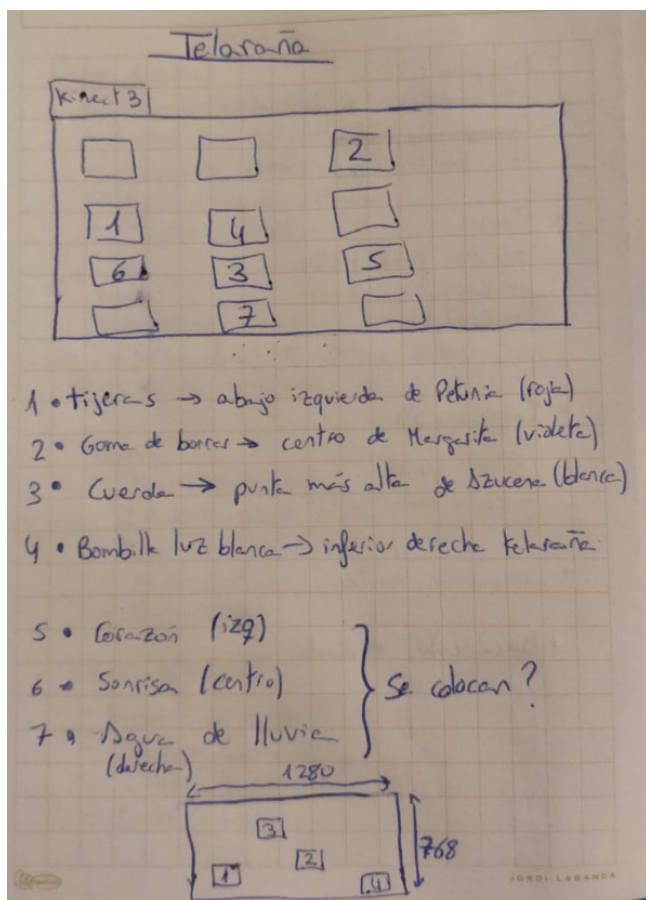 Telaraña
Kinect 3
2
1 4
6 3 5
7
1 • tijeras → abajo izquierda de Petunia (roja)
2 • Goma de borrar → centro de Margarita (violeta)
3 • Cuerda → punta más alta de Azucena (blanca)
4 • Bombilla luz blanca → inferior derecha telaraña
5 • Corazón (izq)
6 • Sonrisa (centro)
Se colocan?
7 • Agua de lluvia
(derecha)
1280
3
768
2
1
4
JORDI LABANDA